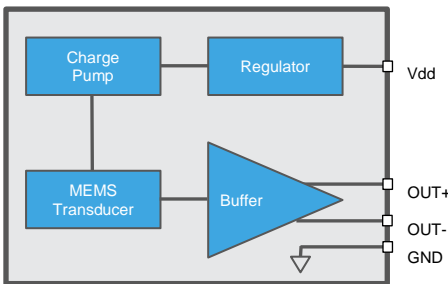 Charge
Pump
Regulator
Vdd
MEMS
Transducer
Buffer
OUT+
OUT-
GND